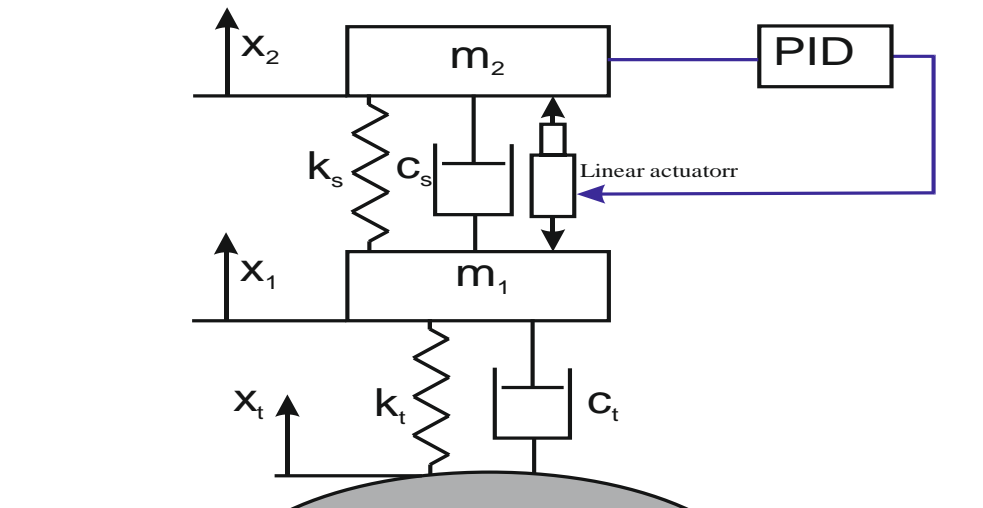 x₂
m₂
PID
kₛ
cₛ
Linear actuatorr
x₁
m₁
xₜ
kₜ
cₜ